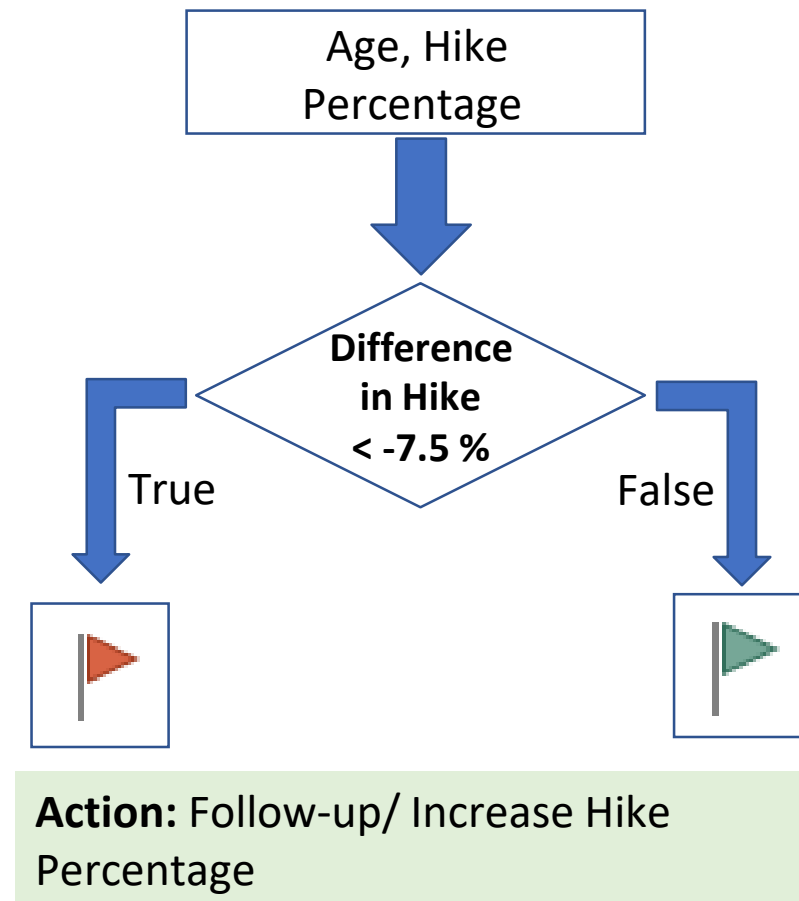 Age, Hike
Percentage
Difference
in Hike
< -7.5 %
True
False
Action: Follow-up/ Increase Hike
Percentage